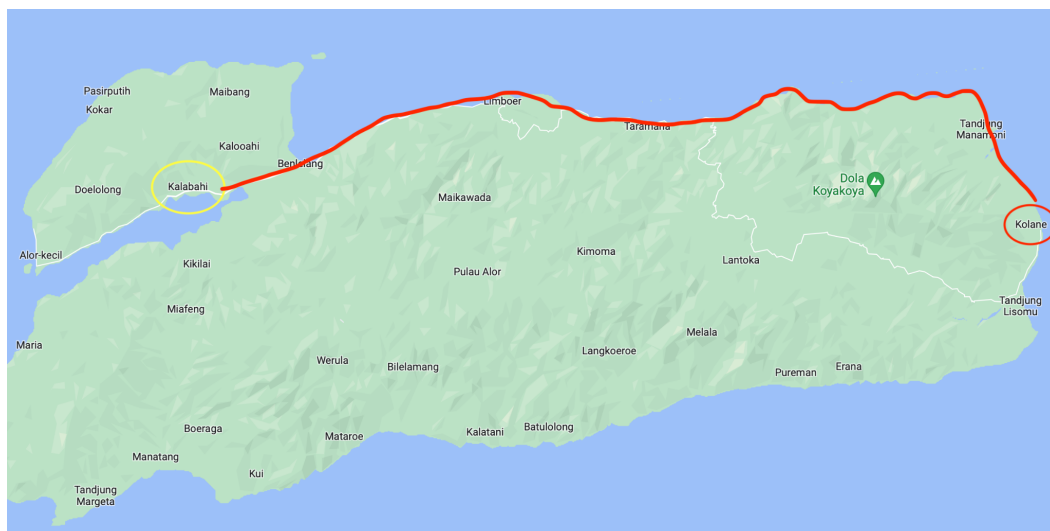 Pasirputih
Maibang
Kokar
Limboer
Taramana
Tandjung
Manamoni
Kalooahi
Benlelang
Kalabahi
Doelolong
Dola
Koyakoya
Maikawada
Kolane
Alor-kecil
Kikilai
Kimoma
Lantoka
Pulau Alor
Tandjung
Lisomu
Miafeng
Melala
Maria
Langkoeroe
Werula
Bilelamang
Pureman
Erana
Boeraga
Mataroe
Kalatani
Batulolong
Manatang
Kui
Tandjung
Margeta